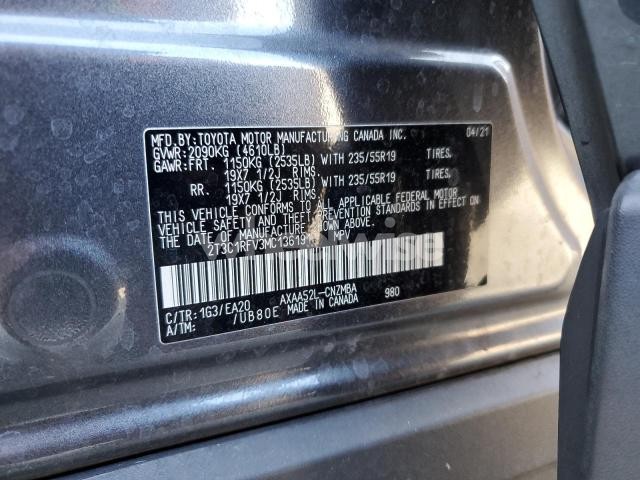 MFD.BY:TOYOTA MOTOR MANUFACTURING CANADA INC. 04/21
GVWR:2090KG (4610LB)
GAWR:FRT. 1150KG (2535LB) WITH 235/55R19 TIRES,
19X7 1/2J RIMS.
RR. 1150KG (2535LB) WITH 235/55R19 TIRES,
19X7 1/2J RIMS.
THIS VEHICLE CONFORMS TO ALL APPLICABLE FEDERAL MOTOR
VEHICLE SAFETY AND THEFT PREVENTION STANDARDS IN EFFECT
ON THE DATE OF MANUFACTURE SHOWN ABOVE.
2T3C1RFV3MC13619 MPV
AXAA52L-CNZMBA 980
C/TR:1G3/EA20 MADE IN CANADA
A/TM: /UB80E